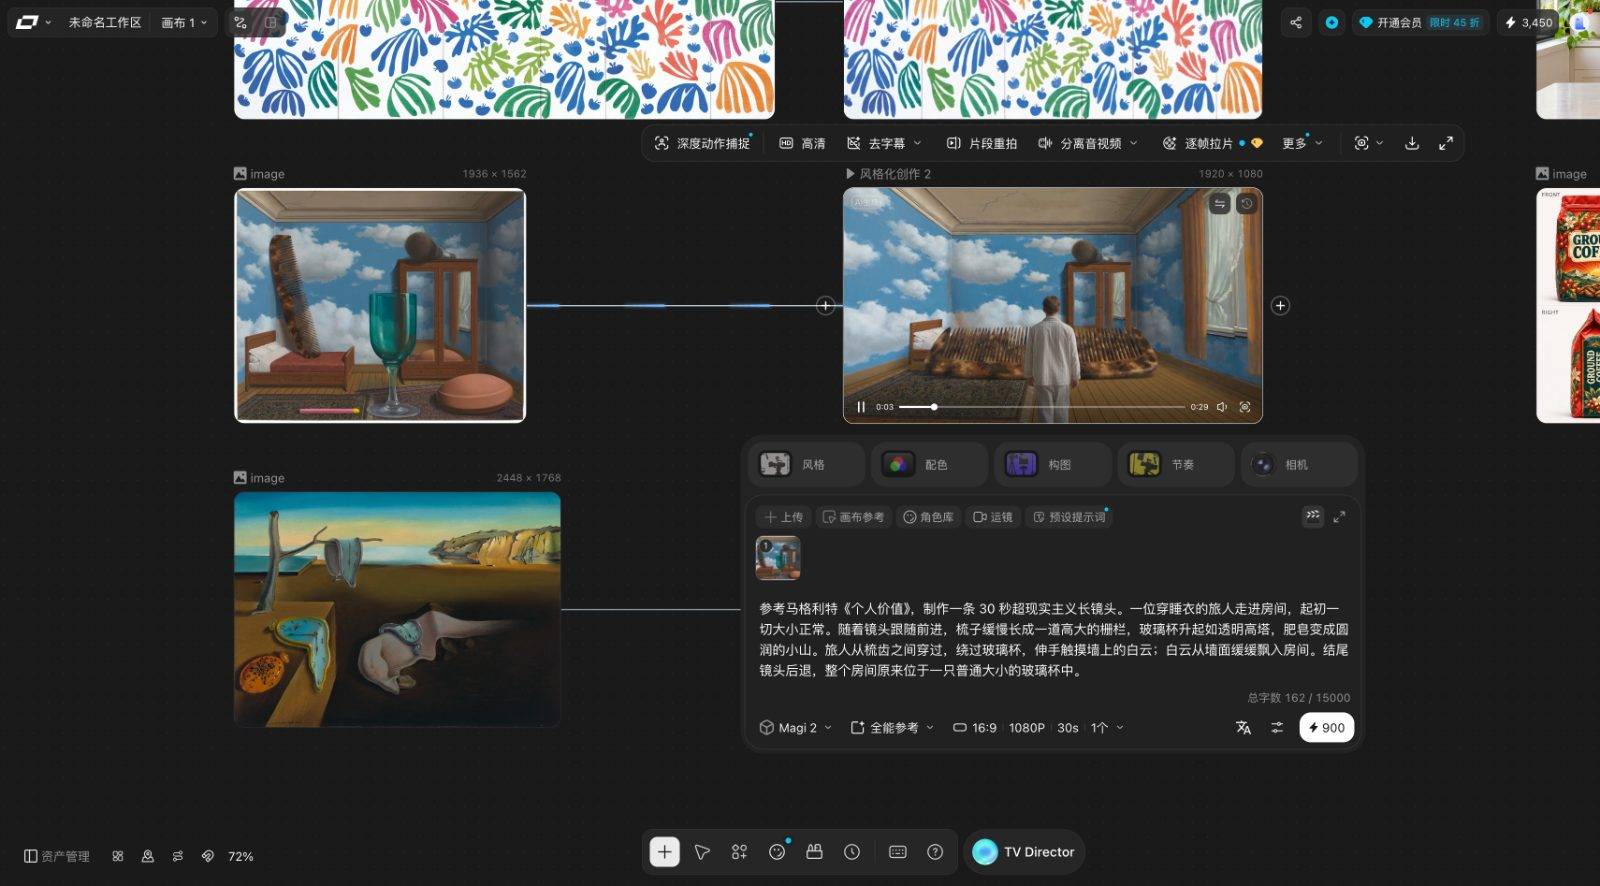 未命名工作区
画布 1
开通会员 限时 45 折
3,450
深度动作捕捉
HD 高清
去字幕
片段重拍
分离音视频
逐帧拉片
更多
image
1936 × 1562
风格化创作 2
1920 × 1080
image
0:03
0:29
FRONT
GROU
COF
RIGHT
GROUND
COFFEE
image
2448 × 1768
风格
配色
构图
节奏
相机
上传
画布参考
角色库
运镜
预设提示词
1
参考马格利特《个人价值》，制作一条 30 秒超现实主义长镜头。一位穿睡衣的旅人走进房间，起初一
切大小正常。随着镜头跟随前进，梳子缓慢长成一道高大的栅栏，玻璃杯升起如透明高塔，肥皂变成圆
润的小山。旅人从梳齿之间穿过，绕过玻璃杯，伸手触摸墙上的白云；白云从墙面缓缓飘入房间。结尾
镜头后退，整个房间原来位于一只普通大小的玻璃杯中。
总字数 162 / 15000
Magi 2
全能参考
16:9
1080P
30s
1个
900
资产管理
72%
TV Director